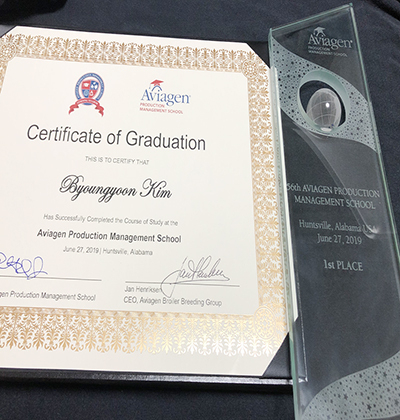 Aviagen
PRODUCTION
MANAGEMENT SCHOOL
Certificate of Graduation
THIS IS TO CERTIFY THAT
Byoungyoon Kim
Has Successfully Completed the Course of Study at the
Aviagen Production Management School
June 27, 2019 | Huntsville, Alabama
Production Management School
Jan Henriksen
CEO, Aviagen Broiler Breeding Group
Aviagen
PRODUCTION
MANAGEMENT SCHOOL
56th AVIAGEN PRODUCTION
MANAGEMENT SCHOOL
Huntsville, Alabama
June 27, 2019
1st PLACE